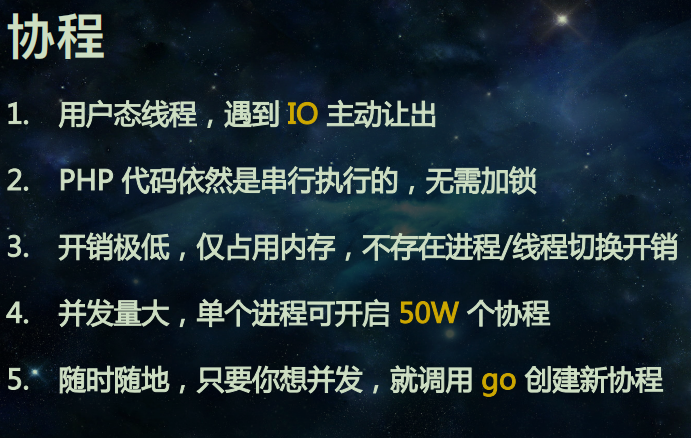 协程
1. 用户态线程，遇到 IO 主动让出
2. PHP 代码依然是串行执行的，无需加锁
3. 开销极低，仅占用内存，不存在进程/线程切换开销
4. 并发量大，单个进程可开启 50W 个协程
5. 随时随地，只要你想并发，就调用 go 创建新协程